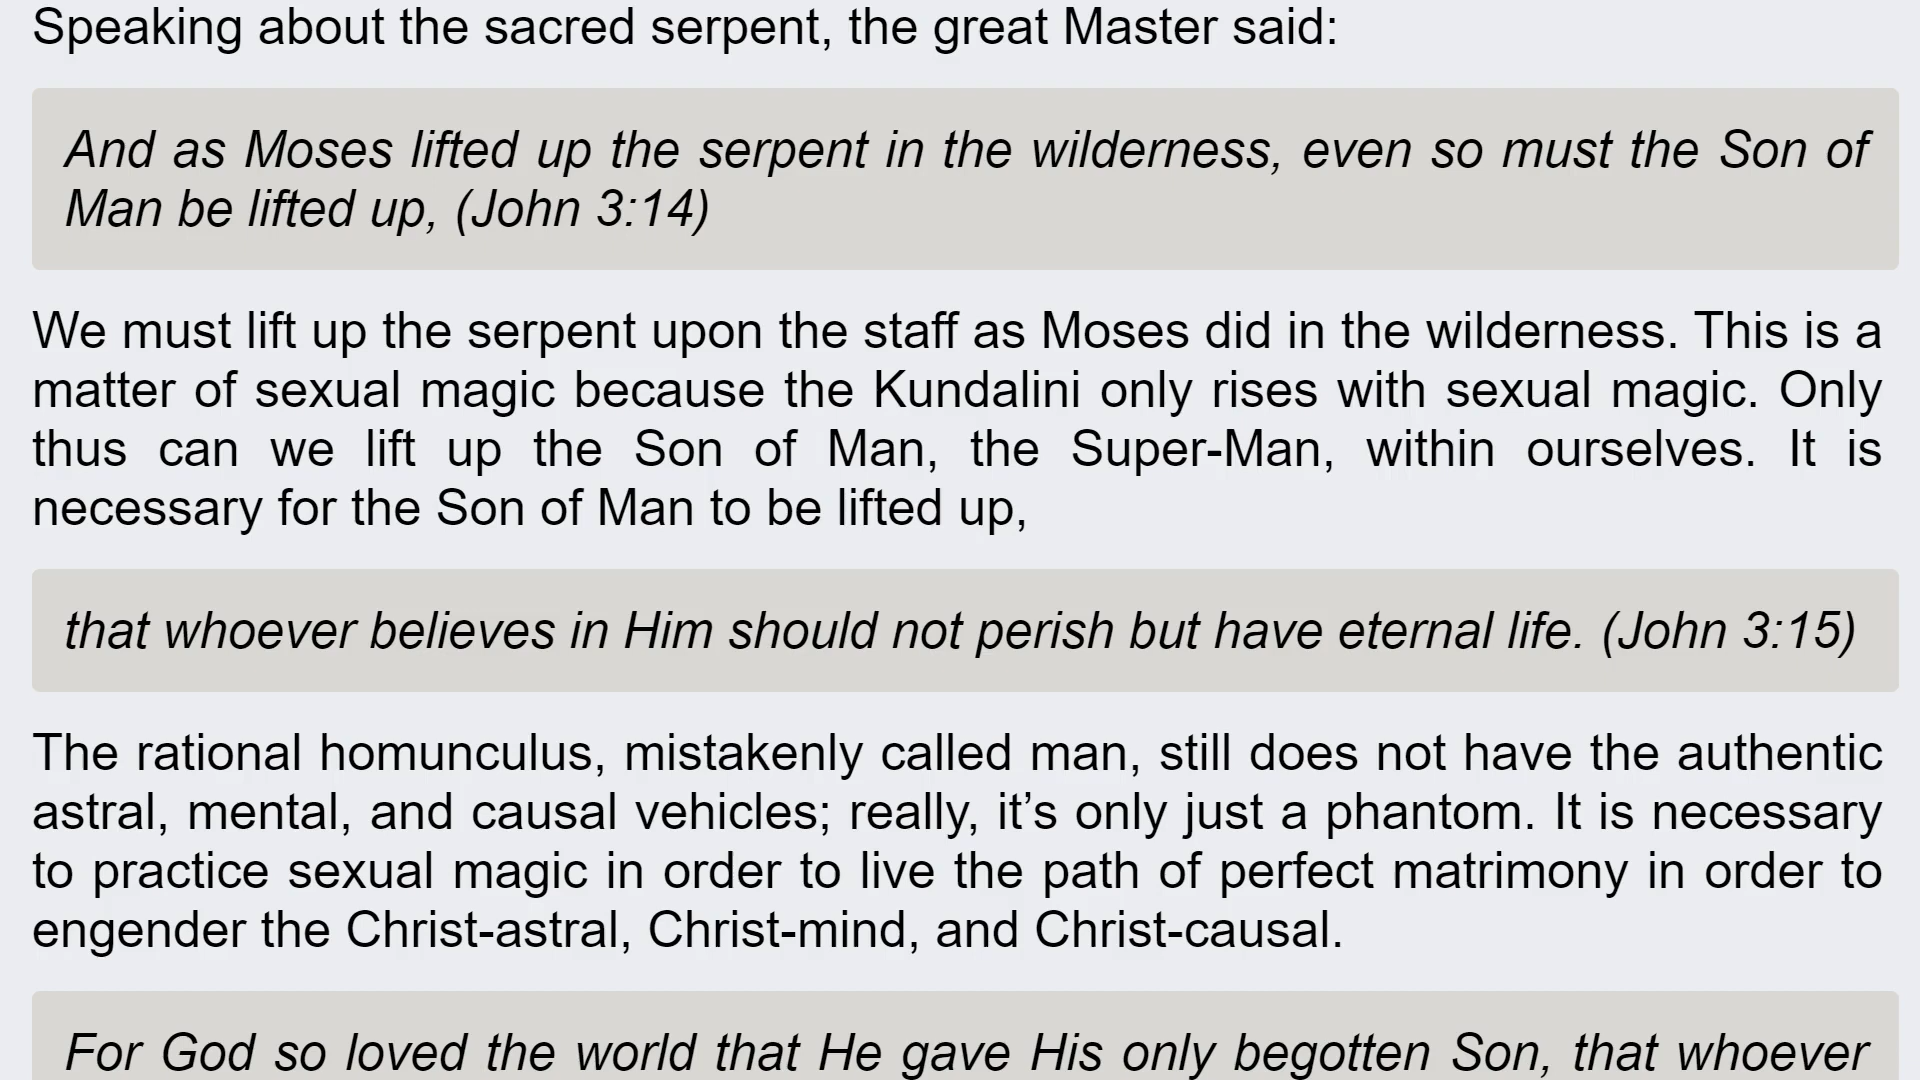 Speaking about the sacred serpent, the great Master said:
And as Moses lifted up the serpent in the wilderness, even so must the Son of
Man be lifted up, (John 3:14)
We must lift up the serpent upon the staff as Moses did in the wilderness. This is a
matter of sexual magic because the Kundalini only rises with sexual magic. Only
thus can we lift up the Son of Man, the Super-Man, within ourselves. It is
necessary for the Son of Man to be lifted up,
that whoever believes in Him should not perish but have eternal life. (John 3:15)
The rational homunculus, mistakenly called man, still does not have the authentic
astral, mental, and causal vehicles; really, it’s only just a phantom. It is necessary
to practice sexual magic in order to live the path of perfect matrimony in order to
engender the Christ-astral, Christ-mind, and Christ-causal.
For God so loved the world that He gave His only begotten Son, that whoever